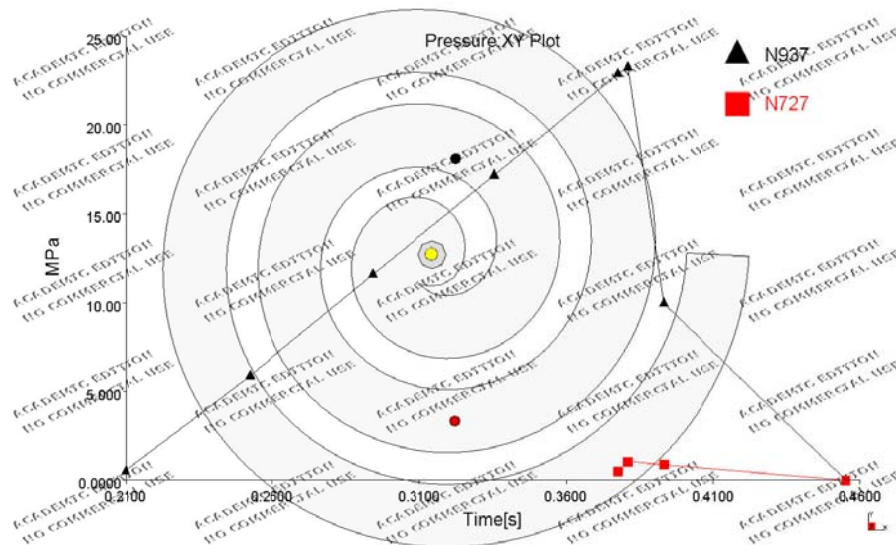 Pressure:XY Plot
N937
N727
25.00
20.00
15.00
10.00
5.000
0.0000
MPa
0.2100
0.2600
0.3100
0.3600
0.4100
0.4600
Time[s]
ACADEMIC EDITION
NO COMMERCIAL USE